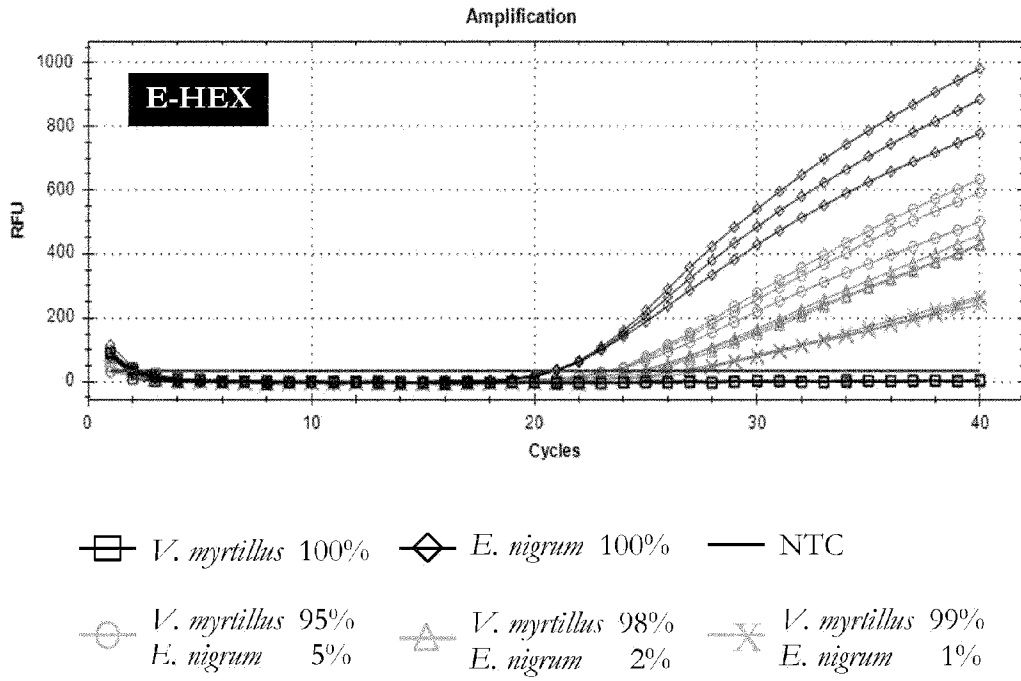 Amplification
E-HEX
1000
800
600
400
200
0
RFU
0 10 20 30 40
Cycles
V. myrtillus 100%
E. nigrum 100%
NTC
V. myrtillus 95%
E. nigrum 5%
V. myrtillus 98%
E. nigrum 2%
V. myrtillus 99%
E. nigrum 1%